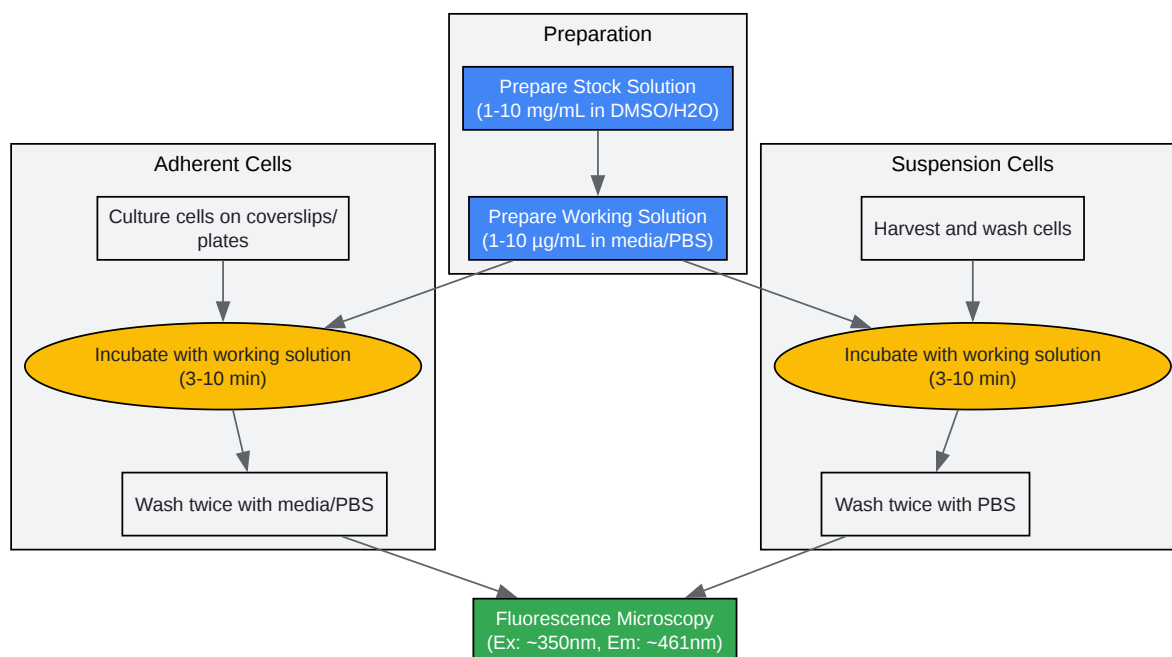 Preparation
Prepare Stock Solution
(1-10 mg/mL in DMSO/H2O)
Prepare Working Solution
(1-10 µg/mL in media/PBS)
Adherent Cells
Culture cells on coverslips/
plates
Incubate with working solution
(3-10 min)
Wash twice with media/PBS
Suspension Cells
Harvest and wash cells
Incubate with working solution
(3-10 min)
Wash twice with PBS
Fluorescence Microscopy
(Ex: ~350nm, Em: ~461nm)